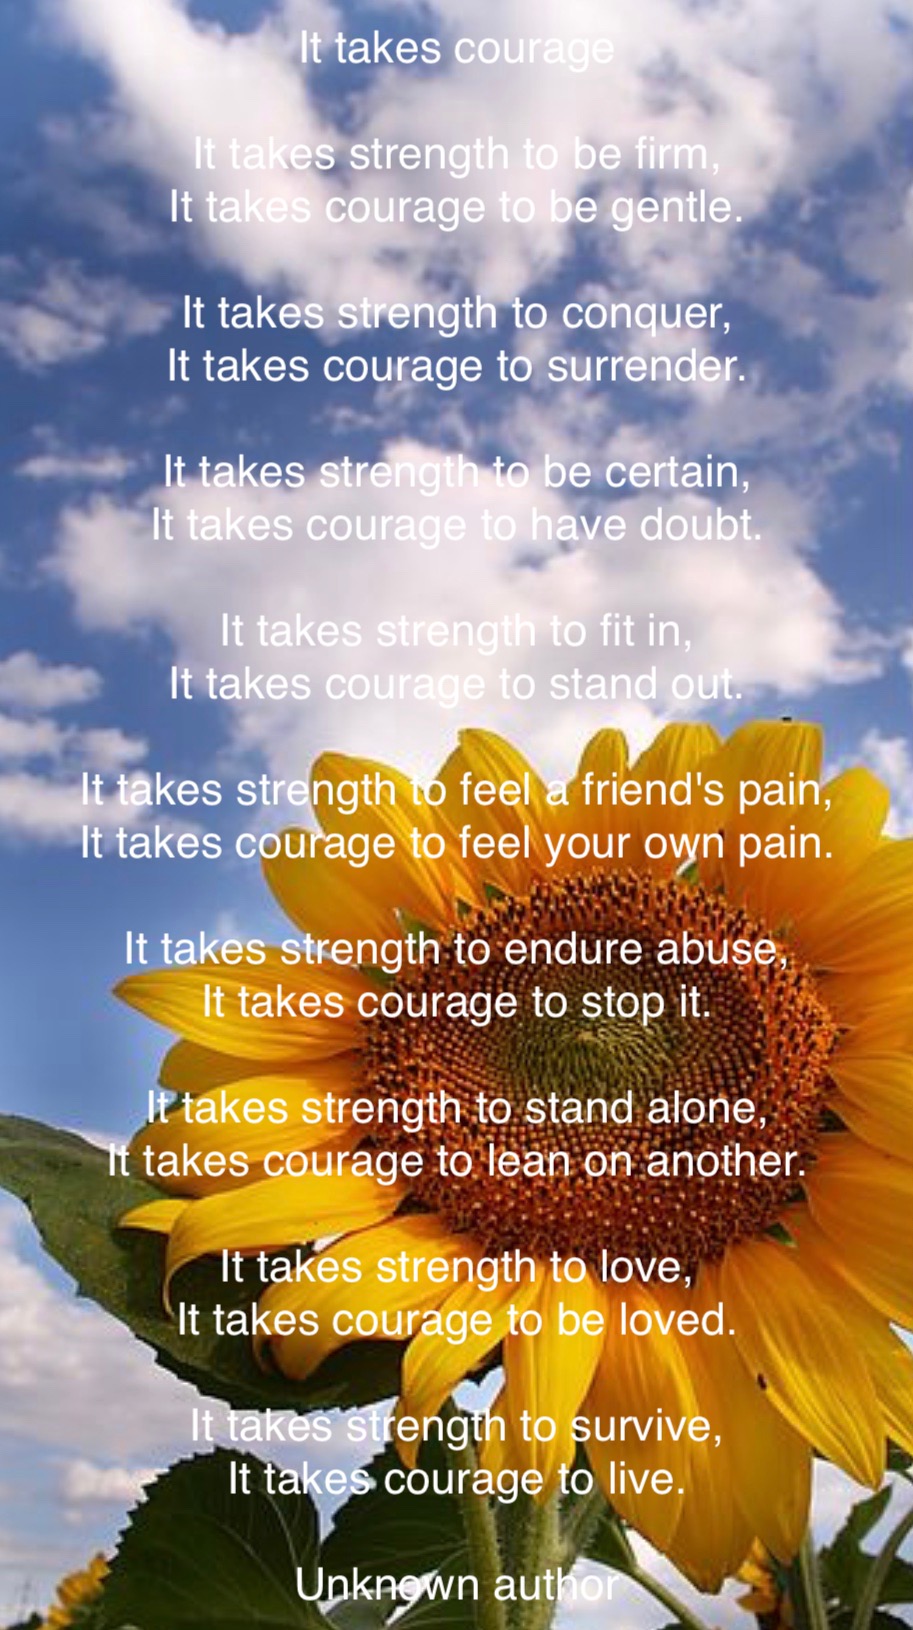 It takes courage
It takes strength to be firm,
It takes courage to be gentle.
It takes strength to conquer,
It takes courage to surrender.
It takes strength to be certain,
It takes courage to have doubt.
It takes strength to fit in,
It takes courage to stand out.
It takes strength to feel a friend's pain,
It takes courage to feel your own pain.
It takes strength to endure abuse,
It takes courage to stop it.
It takes strength to stand alone,
It takes courage to lean on another.
It takes strength to love,
It takes courage to be loved.
It takes strength to survive,
It takes courage to live.
Unknown author